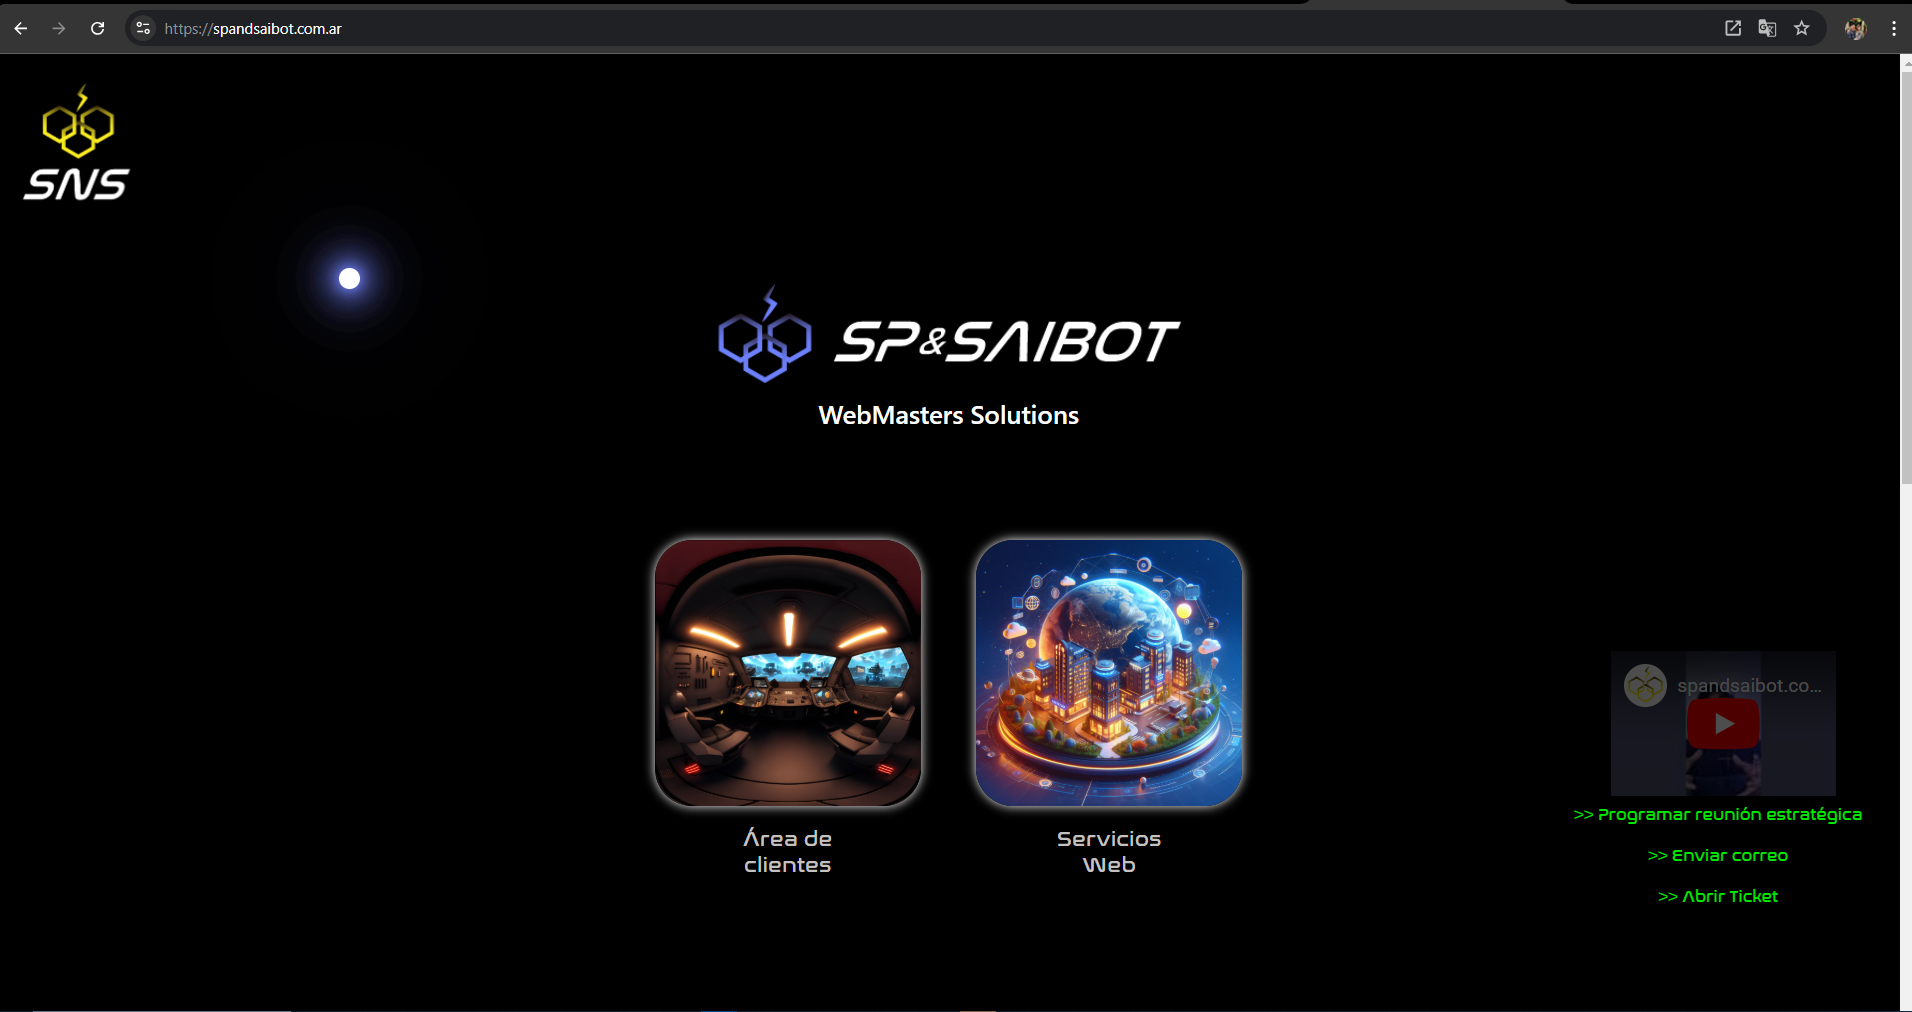 https://spandsaibot.com.ar
SNS
SP&SAIBOT
WebMasters Solutions
Área de
clientes
Servicios
Web
spandsaibot.co...
>> Programar reunión estratégica
>> Enviar correo
>> Abrir Ticket